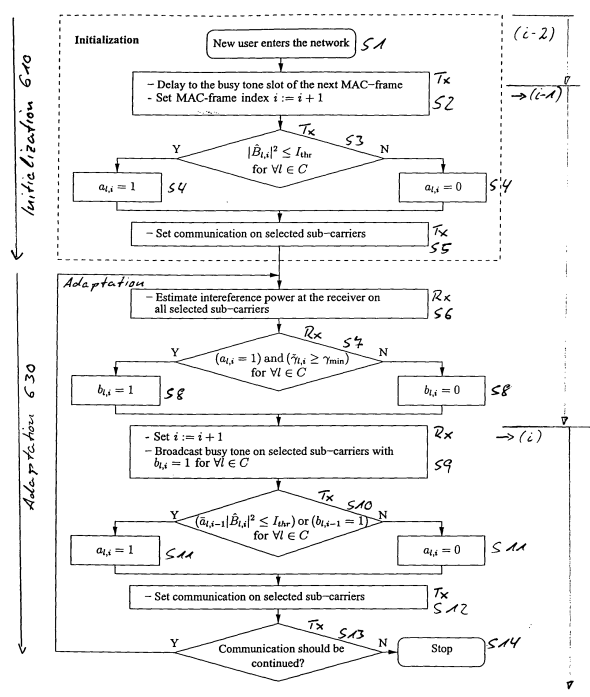 Initialization
New user enters the network
S1
(i-2)
– Delay to the busy tone slot of the next MAC–frame
- Set MAC-frame index i := i + 1
Tx
S2
→(i-1)
Tx
S3
Y
|B̂l,i|² ≤ Ithr
for ∀l ∈ C
N
al,i = 1
S4
al,i = 0
S4
– Set communication on selected sub–carriers
Tx
S5
Initialization 610
Adaptation
– Estimate intereference power at the receiver on
all selected sub–carriers
Rx
S6
Rx
S7
Y
(al,i = 1) and (γ̃l,i ≥ γmin)
for ∀l ∈ C
N
bl,i = 1
S8
bl,i = 0
S8
- Set i := i + 1
– Broadcast busy tone on selected sub–carriers with
bl,i = 1 for ∀l ∈ C
Rx
S9
→(i)
Tx
S10
Y
(āl,i−1|B̂l,i|² ≤ Ithr) or (bl,i−1 = 1)
for ∀l ∈ C
N
al,i = 1
S11
al,i = 0
S11
– Set communication on selected sub–carriers
Tx
S12
Adaptation 630
Tx
S13
Y
Communication should be
continued?
N
Stop
S14